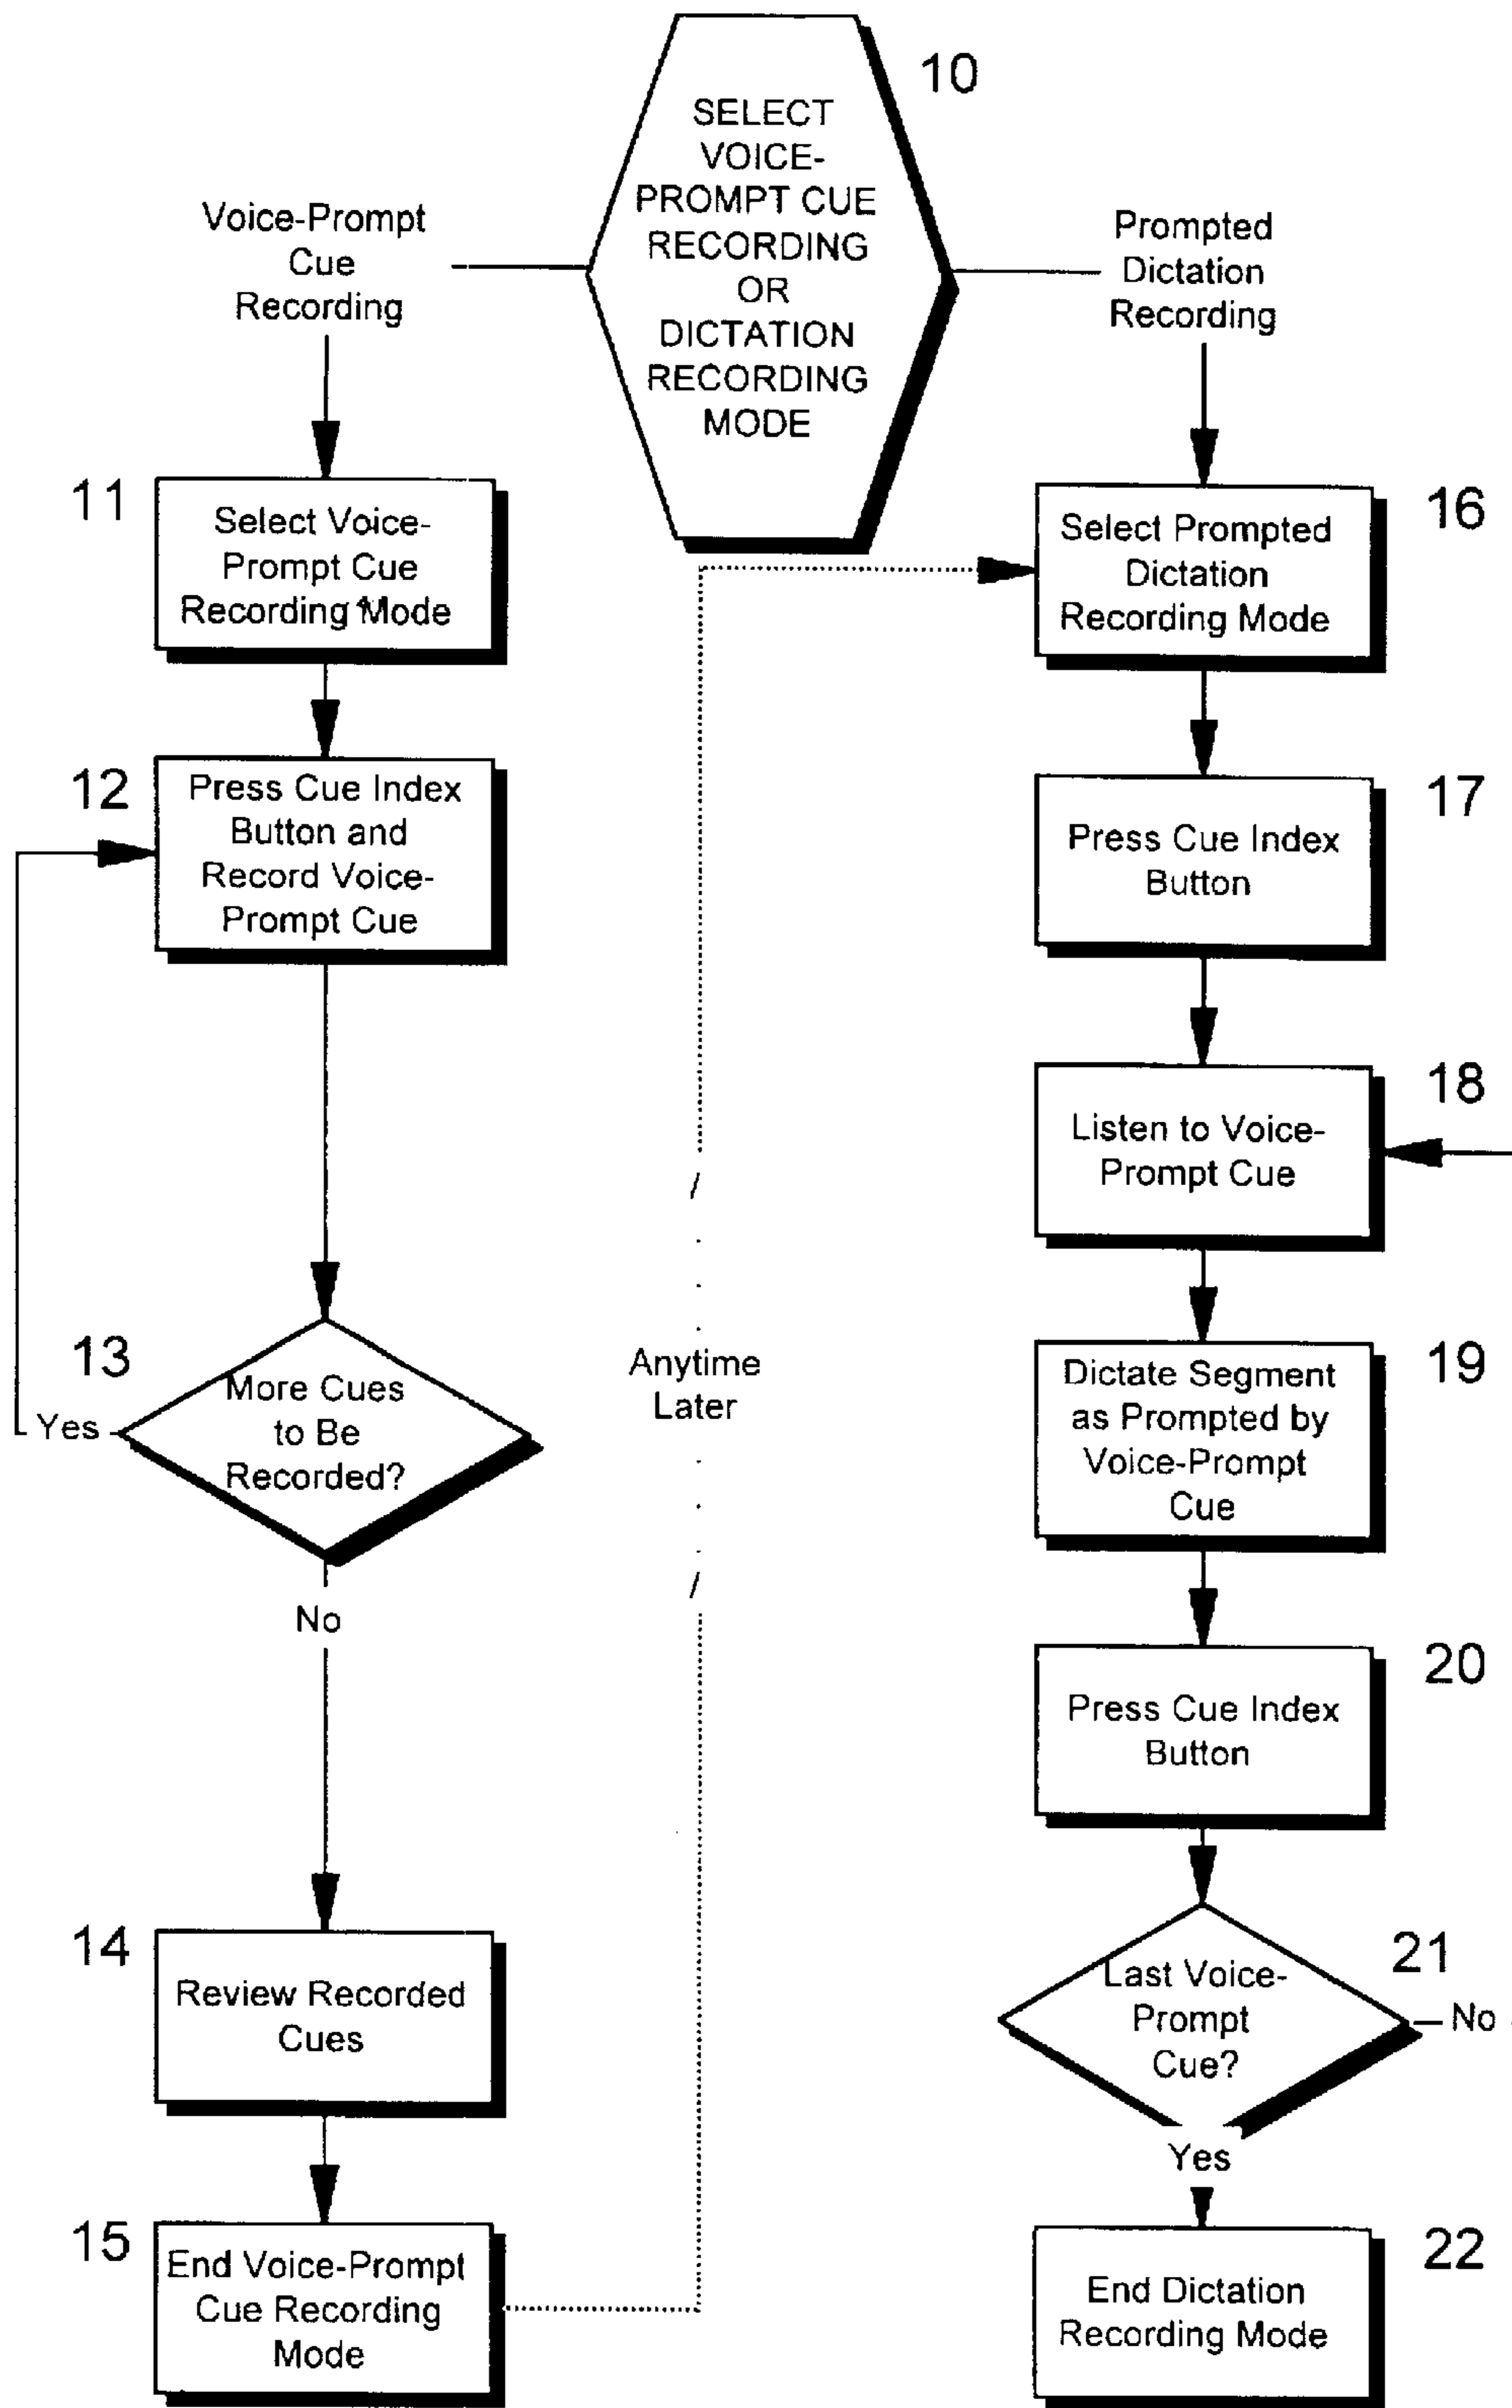 10
SELECT
VOICE-
PROMPT CUE
RECORDING
OR
DICTATION
RECORDING
MODE
Voice-Prompt
Cue
Recording
11
Select Voice-
Prompt Cue
Recording Mode
12
Press Cue Index
Button and
Record Voice-
Prompt Cue
13
More Cues
to Be
Recorded?
Yes
No
14
Review Recorded
Cues
15
End Voice-Prompt
Cue Recording
Mode
Anytime
Later
Prompted
Dictation
Recording
16
Select Prompted
Dictation
Recording Mode
17
Press Cue Index
Button
18
Listen to Voice-
Prompt Cue
19
Dictate Segment
as Prompted by
Voice-Prompt
Cue
20
Press Cue Index
Button
21
Last Voice-
Prompt
Cue?
No
Yes
22
End Dictation
Recording Mode